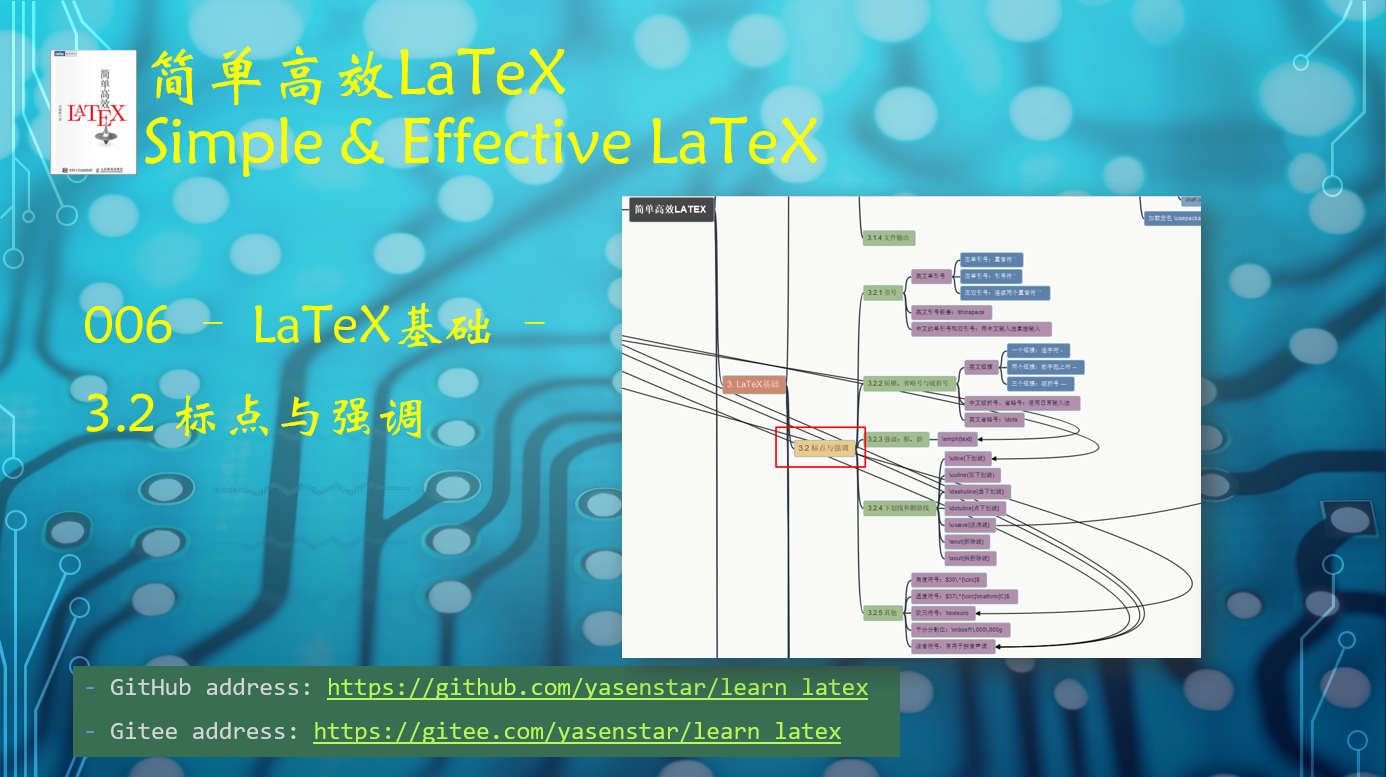 简单高效LaTeX
Simple & Effective LaTeX
简单高效
LATEX
006 - LaTeX基础 -
3.2 标点与强调
简单高效LATEX
加载宏包 \usepacka
3.1.4 文件输出
3. LaTeX基础
3.2 标点与强调
3.2.1 引号
英文单引号
左单引号：重音符 `
右单引号：引号符 '
左双引号：连续两个重音符 ``
英文引号嵌套：\thinspace
中文的单引号和双引号：用中文输入法直接输入
3.2.2 短横、省略号与破折号
英文短横
一个短横：连字符 -
两个短横：数字起止符 --
三个短横：破折号 ---
中文破折号、省略号：使用日常输入法
英文省略号：\dots
3.2.3 强调：粗、斜
\emph{text}
3.2.4 下划线和删除线
\uline{下划线}
\uuline{双下划线}
\dashuline{虚下划线}
\dotuline{点下划线}
\uwave{波浪线}
\sout{删除线}
\xout{斜删除线}
3.2.5 其他
角度符号：$30\,^{\circ}$
温度符号：$37\,^{\circ}\mathrm{C}$
欧元符号：\texteuro
千分分割位：\mbox{1\,000\,000}
注音符号：常用于拼音声调
- GitHub address: https://github.com/yasenstar/learn_latex
- Gitee address: https://gitee.com/yasenstar/learn_latex